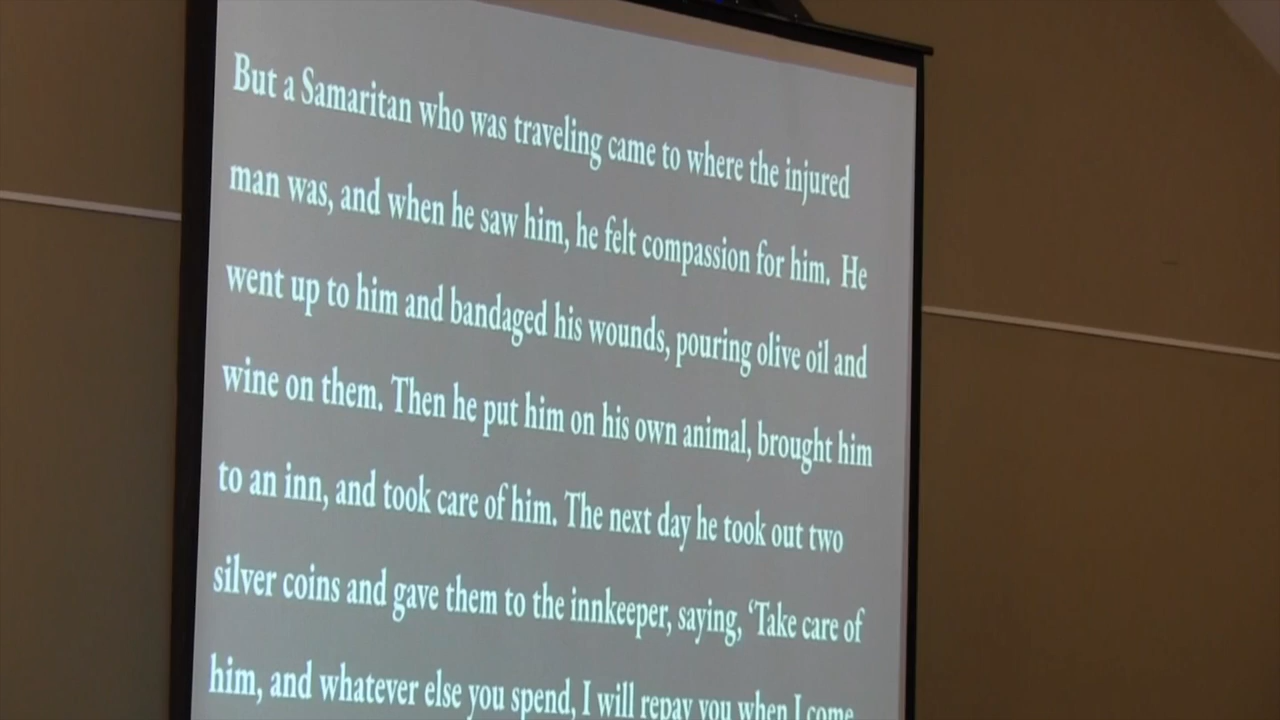 But a Samaritan who was traveling came to where the injured
man was, and when he saw him, he felt compassion for him. He
went up to him and bandaged his wounds, pouring olive oil and
wine on them. Then he put him on his own animal, brought him
to an inn, and took care of him. The next day he took out two
silver coins and gave them to the innkeeper, saying, ‘Take care of
him, and whatever else you spend, I will repay you when I come